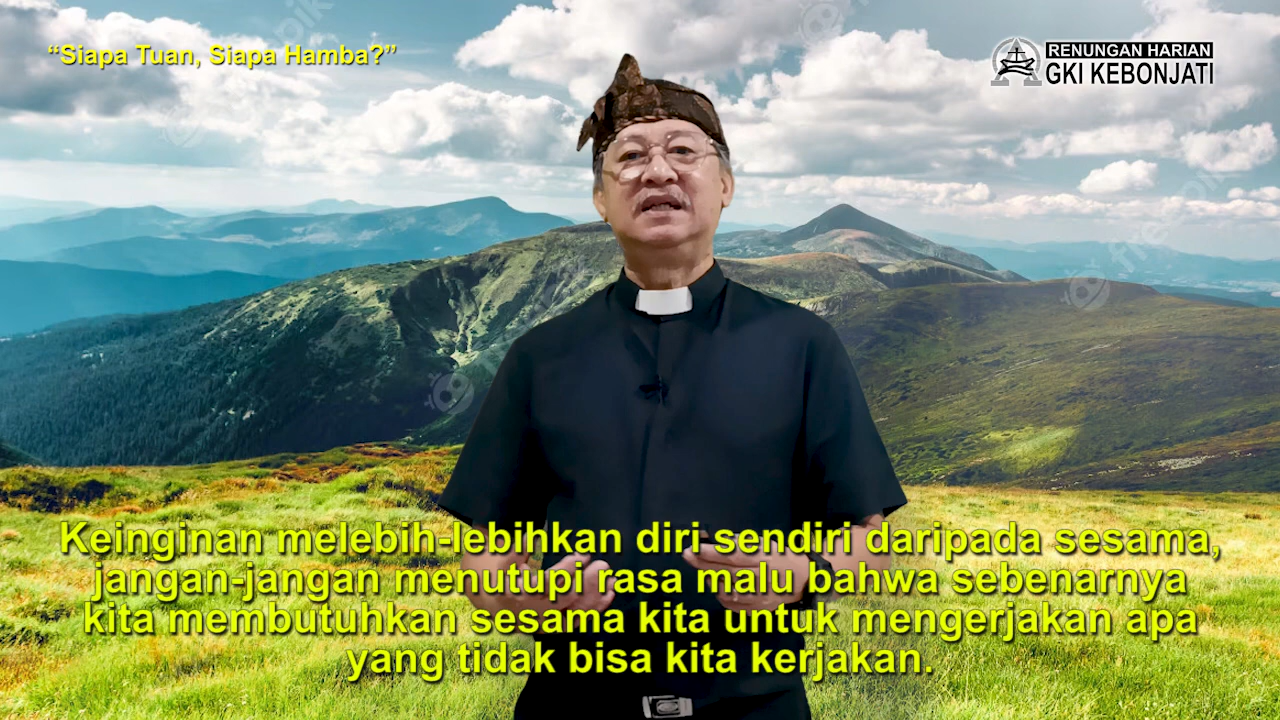 “Siapa Tuan, Siapa Hamba?”
RENUNGAN HARIAN
GKI KEBONJATI
Keinginan melebih-lebihkan diri sendiri daripada sesama,
jangan-jangan menutupi rasa malu bahwa sebenarnya
kita membutuhkan sesama kita untuk mengerjakan apa
yang tidak bisa kita kerjakan.